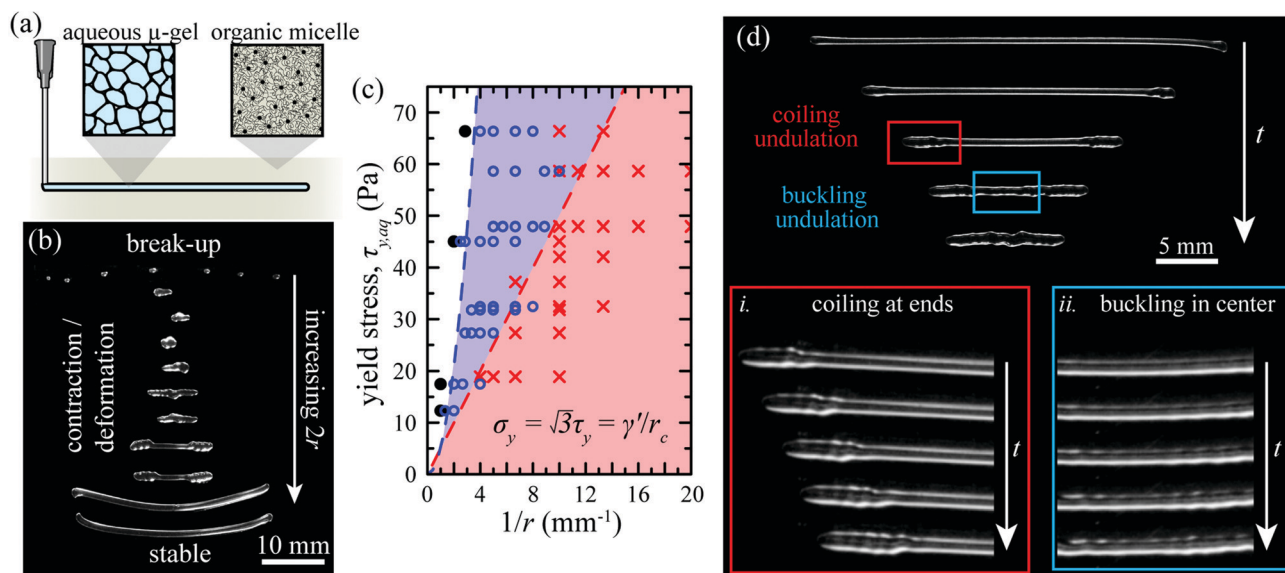 (a)
aqueous μ-gel
organic micelle
(b)
break-up
contraction /
deformation
increasing 2r
stable
10 mm
(c)
yield stress, τy,aq (Pa)
75
70
60
50
40
30
20
10
0
0
4
8
12
16
20
1/r (mm⁻¹)
σy = √3τy = γ′/rc
(d)
coiling
undulation
buckling
undulation
t
5 mm
i.
coiling at ends
t
ii.
buckling in center
t